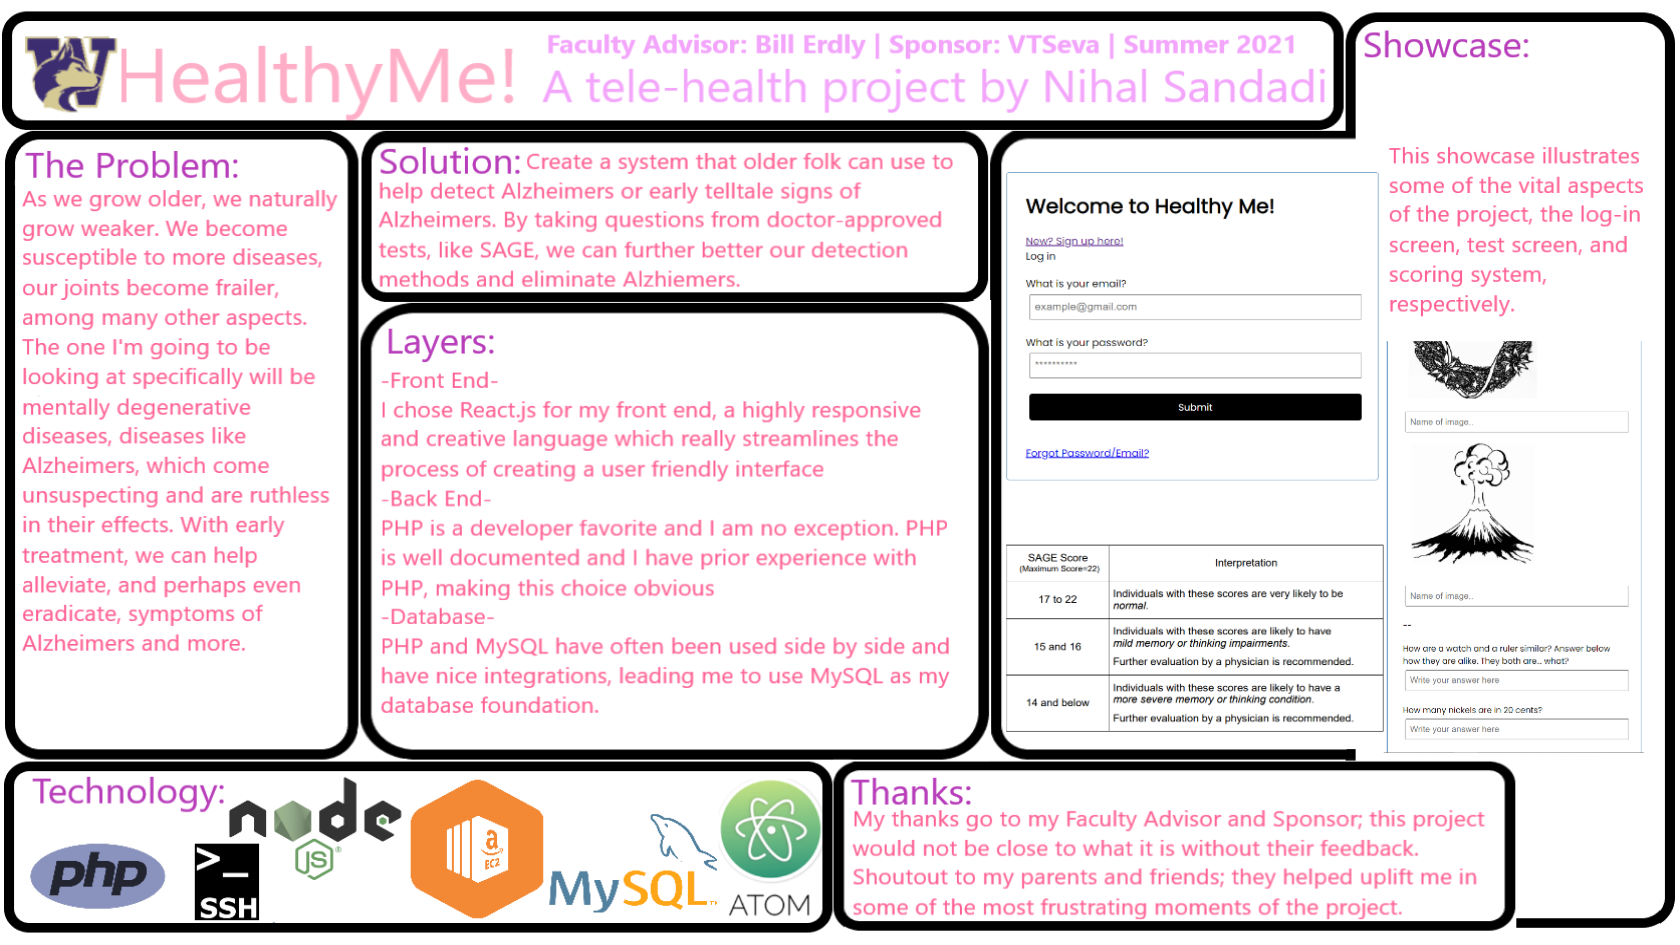 HealthyMe!
Faculty Advisor: Bill Erdly | Sponsor: VTSeva | Summer 2021
A tele-health project by Nihal Sandadi
The Problem:
As we grow older, we naturally
grow weaker. We become
susceptible to more diseases,
our joints become frailer,
among many other aspects.
The one I'm going to be
looking at specifically will be
mentally degenerative
diseases, diseases like
Alzheimers, which come
unsuspecting and are ruthless
in their effects. With early
treatment, we can help
alleviate, and perhaps even
eradicate, symptoms of
Alzheimers and more.
Solution: Create a system that older folk can use to
help detect Alzheimers or early telltale signs of
Alzheimers. By taking questions from doctor-approved
tests, like SAGE, we can further better our detection
methods and eliminate Alzhiemers.
Layers:
-Front End-
I chose React.js for my front end, a highly responsive
and creative language which really streamlines the
process of creating a user friendly interface
-Back End-
PHP is a developer favorite and I am no exception. PHP
is well documented and I have prior experience with
PHP, making this choice obvious
-Database-
PHP and MySQL have often been used side by side and
have nice integrations, leading me to use MySQL as my
database foundation.
Showcase:
This showcase illustrates
some of the vital aspects
of the project, the log-in
screen, test screen, and
scoring system,
respectively.
Welcome to Healthy Me!
New? Sign up here!
Log in
What is your email?
example@gmail.com
What is your password?
**********
Submit
Forgot Password/Email?
SAGE Score
(Maximum Score=22)
Interpretation
17 to 22
Individuals with these scores are very likely to be
normal.
15 and 16
Individuals with these scores are likely to have
mild memory or thinking impairments.
Further evaluation by a physician is recommended.
14 and below
Individuals with these scores are likely to have a
more severe memory or thinking condition.
Further evaluation by a physician is recommended.
Name of image..
Name of image..
--
How are a watch and a ruler similar? Answer below
how they are alike. They both are... what?
Write your answer here
How many nickels are in 20 cents?
Write your answer here
Technology:
php
>_
SSH
node
JS
a
EC2
MySQL
ATOM
Thanks:
My thanks go to my Faculty Advisor and Sponsor; this project
would not be close to what it is without their feedback.
Shoutout to my parents and friends; they helped uplift me in
some of the most frustrating moments of the project.